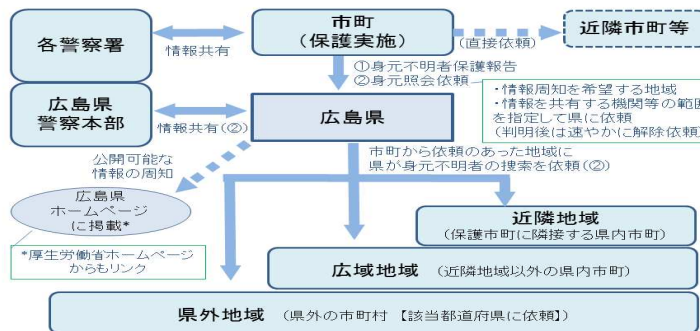 各警察署
情報共有
市町
(保護実施)
(直接依頼)
近隣市町等
①身元不明者保護報告
②身元照会依頼
・情報周知を希望する地域
・情報を共有する機関等の範囲
を指定して県に依頼
(判明後は速やかに解除依頼)
広島県
警察本部
情報共有(②)
広島県
公開可能な
情報の周知
市町から依頼のあった地域に
県が身元不明者の捜索を依頼(②)
広島県
ホームページ
に掲載*
*厚生労働省ホームページ
からもリンク
近隣地域
(保護市町に隣接する県内市町)
広域地域 (近隣地域以外の県内市町)
県外地域 (県外の市町村 【該当都道府県に依頼】)